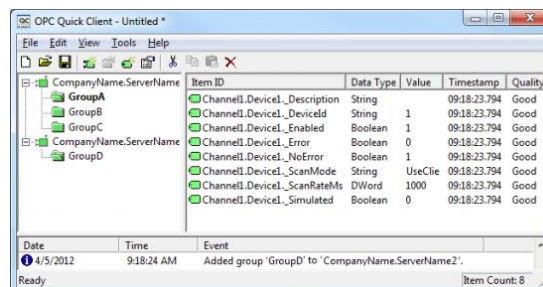 OPC Quick Client - Untitled *
File Edit View Tools Help
CompanyName.ServerName
GroupA
GroupB
GroupC
CompanyName.ServerName
GroupD
Item ID Data Type Value Timestamp Quality
Channel1.Device1._Description String 09:18:23.794 Good
Channel1.Device1._DeviceId String 1 09:18:23.794 Good
Channel1.Device1._Enabled Boolean 1 09:18:23.794 Good
Channel1.Device1._Error Boolean 0 09:18:23.794 Good
Channel1.Device1._NoError Boolean 1 09:18:23.794 Good
Channel1.Device1._ScanMode String UseClie 09:18:23.794 Good
Channel1.Device1._ScanRateMs DWord 1000 09:18:23.794 Good
Channel1.Device1._Simulated Boolean 0 09:18:23.794 Good
Date Time Event
4/5/2012 9:18:24 AM Added group 'GroupD' to 'CompanyName.ServerName2'.
Ready Item Count: 8